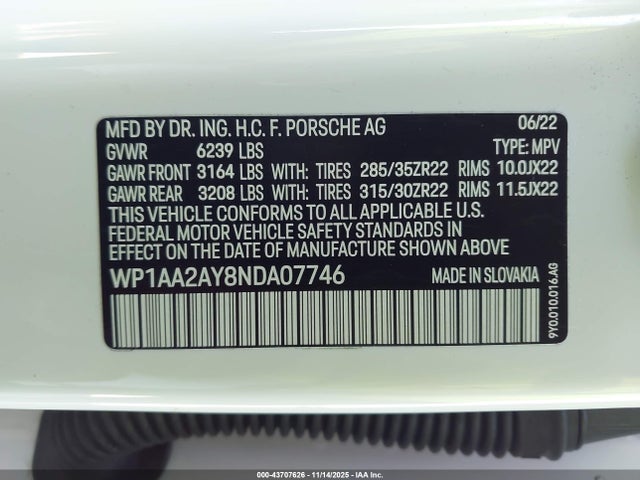 MFD BY DR. ING. H.C. F. PORSCHE AG 06/22
GVWR 6239 LBS TYPE: MPV
GAWR FRONT 3164 LBS WITH: TIRES 285/35ZR22 RIMS 10.0JX22
GAWR REAR 3208 LBS WITH: TIRES 315/30ZR22 RIMS 11.5JX22
THIS VEHICLE CONFORMS TO ALL APPLICABLE U.S.
FEDERAL MOTOR VEHICLE SAFETY STANDARDS IN
EFFECT ON THE DATE OF MANUFACTURE SHOWN ABOVE.
WP1AA2AY8NDA07746 MADE IN SLOVAKIA
9Y0.010.016.AG
000-43707626 - 11/14/2025 - IAA Inc.